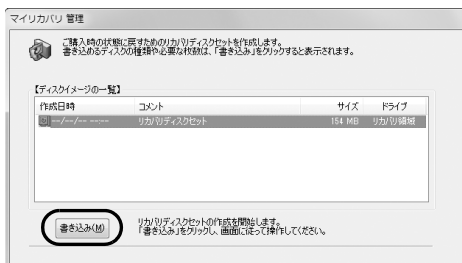 マイリカバリ 管理
ご購入時の状態に戻すためのリカバリディスクセットを作成します。
書き込めるディスクの種類や必要な枚数は、「書き込み」をクリックすると表示されます。
【ディスクイメージの一覧】
作成日時 コメント サイズ ドライブ
--/--/-- --:-- リカバリディスクセット 154 MB リカバリ領域
書き込み(M)
リカバリディスクセットの作成を開始します。
「書き込み」をクリックし、画面に従って操作してください。